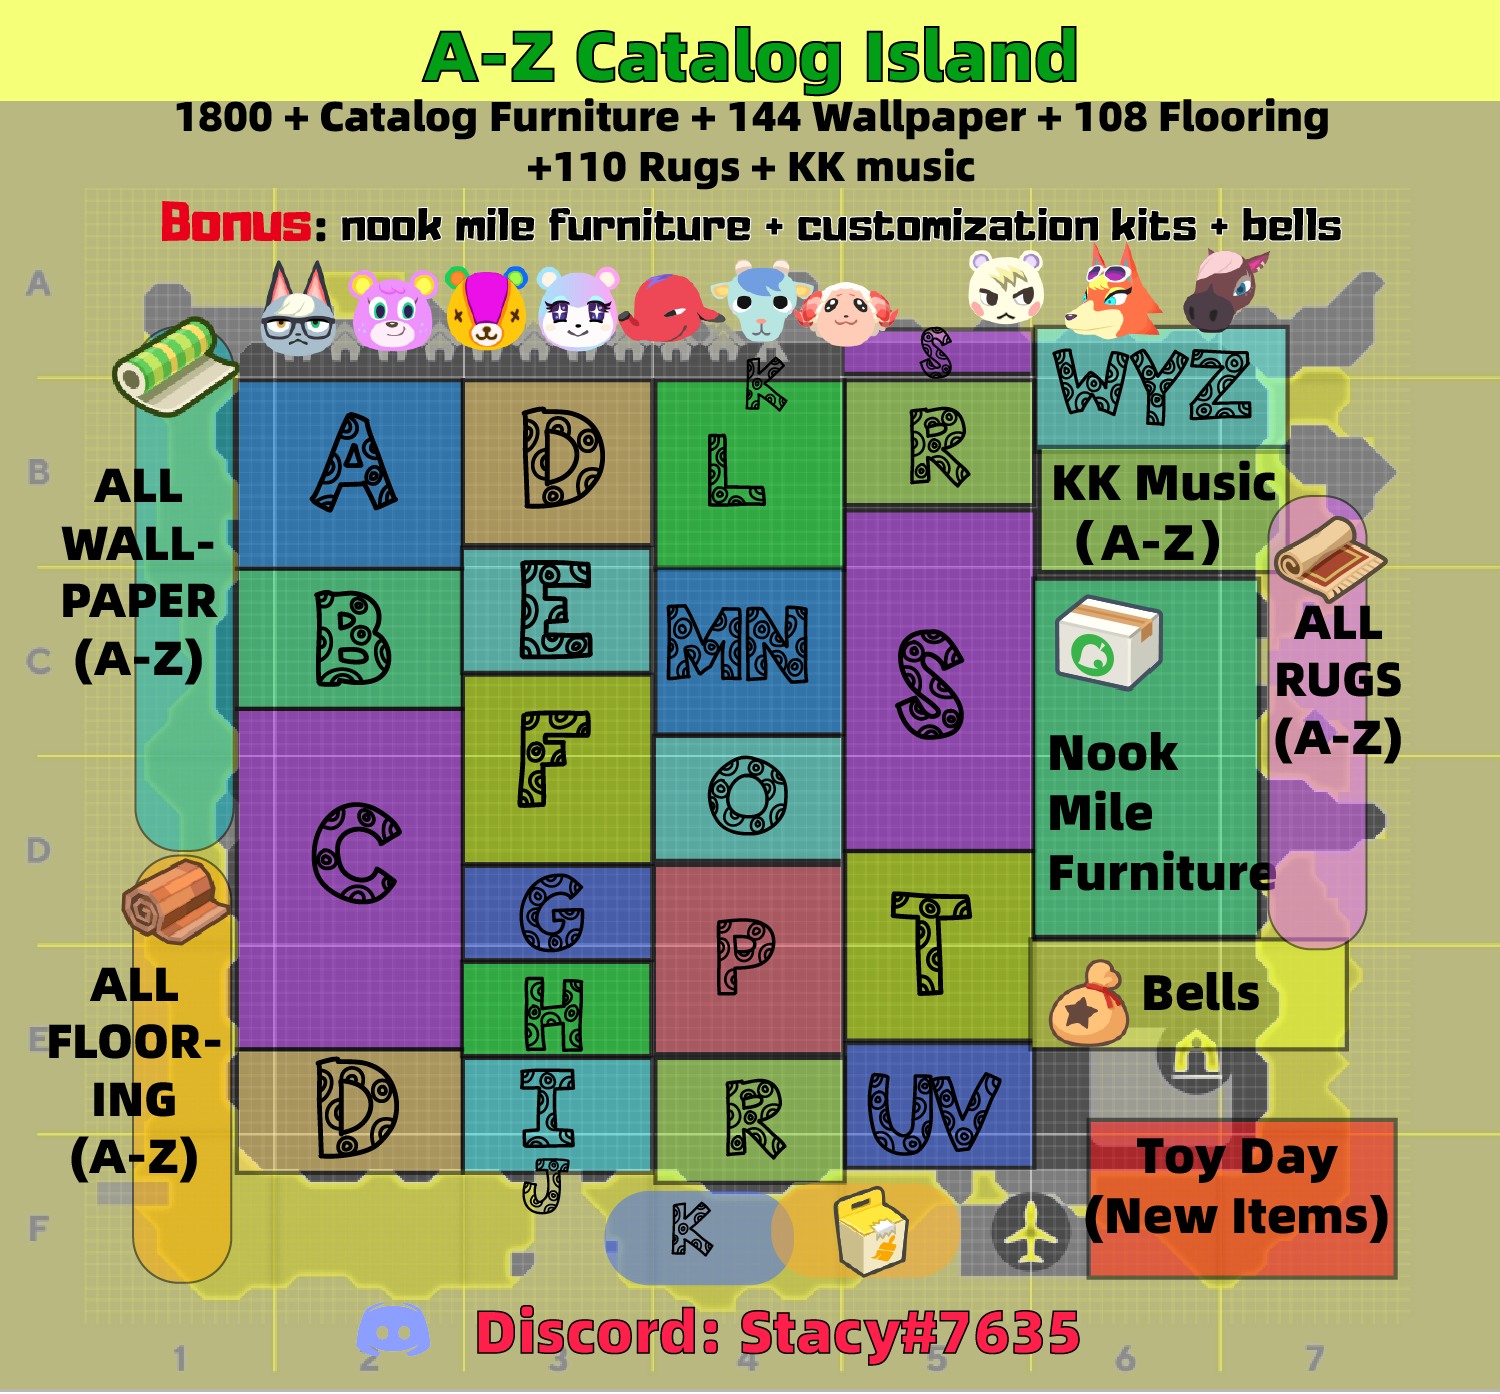 A-Z Catalog Island
1800 + Catalog Furniture + 144 Wallpaper + 108 Flooring
+110 Rugs + KK music
Bonus: nook mile furniture + customization kits + bells
A
B
C
D
E
F
ALL
WALL-
PAPER
(A-Z)
ALL
FLOOR-
ING
(A-Z)
A
B
C
D
D
E
F
G
H
I
J
K
L
MN
O
P
R
K
S
R
S
T
UV
WYZ
KK Music
(A-Z)
Nook
Mile
Furniture
ALL
RUGS
(A-Z)
Bells
Toy Day
(New Items)
Discord: Stacy#7635
1 2 3 4 5 6 7